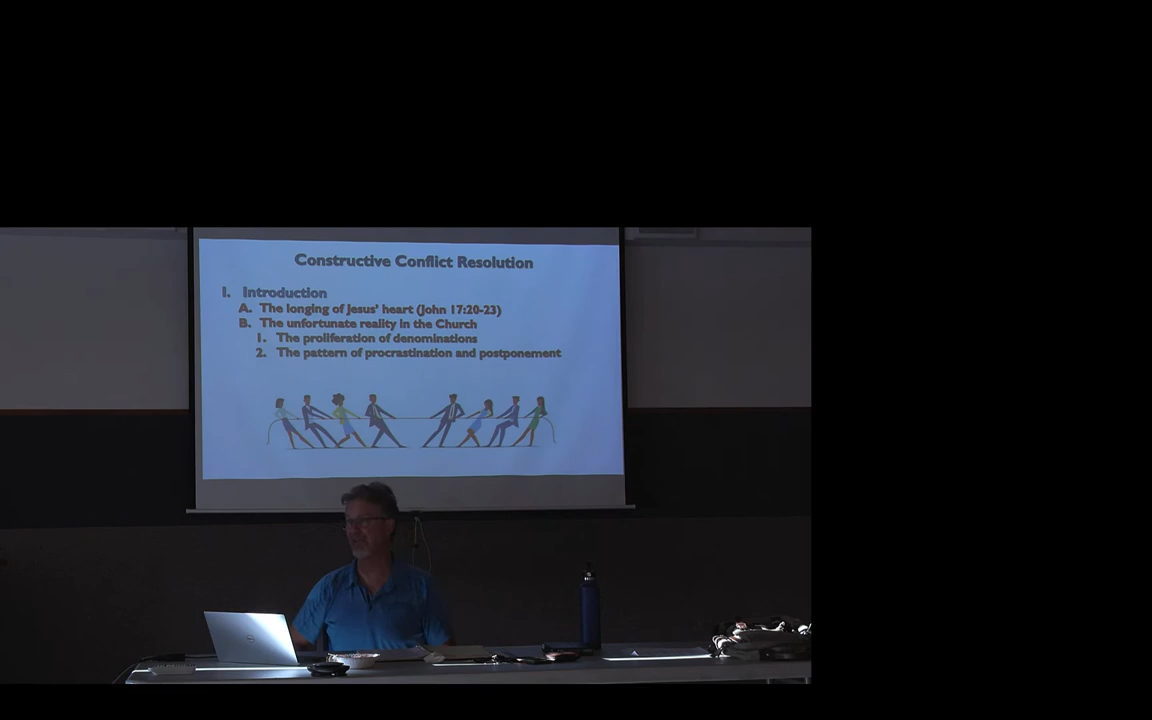 Constructive Conflict Resolution
I. Introduction
A. The longing of Jesus' heart (John 17:20-23)
B. The unfortunate reality in the Church
1. The proliferation of denominations
2. The pattern of procrastination and postponement